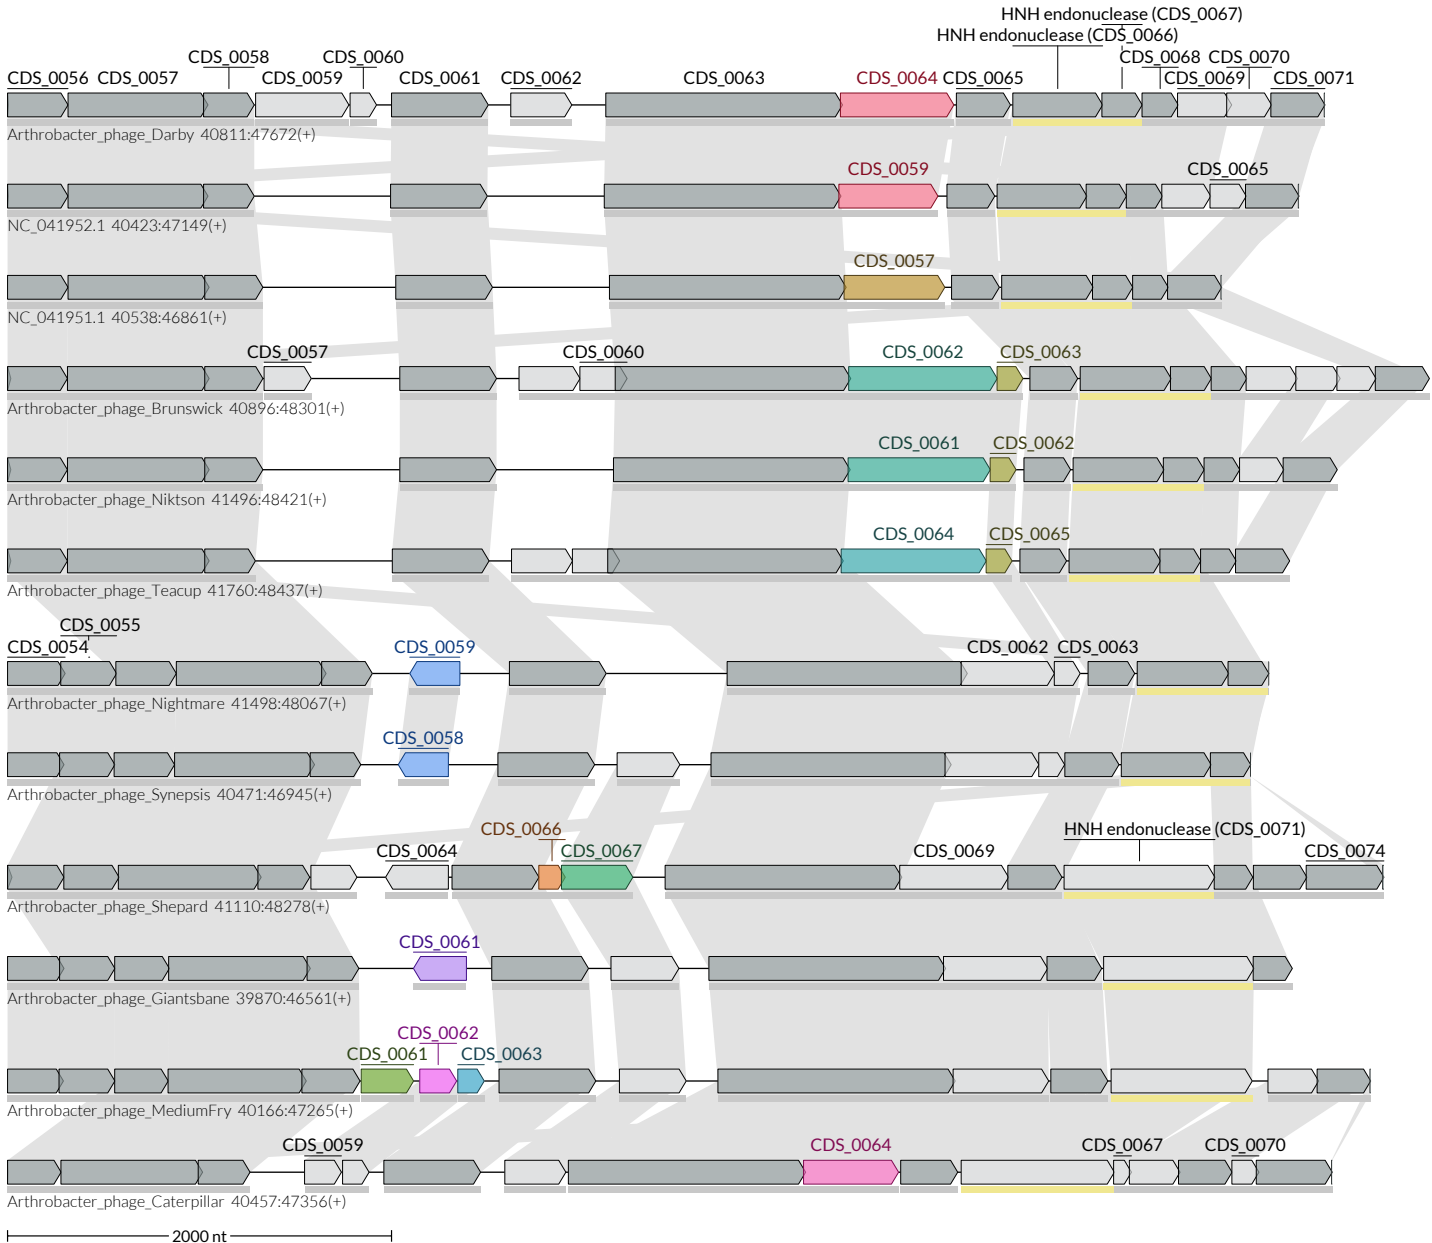 HNH endonuclease (CDS_0067)
HNH endonuclease (CDS_0066)
CDS_0058 CDS_0060 CDS_0068 CDS_0070
CDS_0056 CDS_0057 CDS_0059 CDS_0061 CDS_0062 CDS_0063 CDS_0064 CDS_0065 CDS_0069 CDS_0071
Arthrobacter_phage_Darby 40811:47672(+)
CDS_0059 CDS_0065
NC_041952.1 40423:47149(+)
CDS_0057
NC_041951.1 40538:46861(+)
CDS_0057 CDS_0060 CDS_0062 CDS_0063
Arthrobacter_phage_Brunswick 40896:48301(+)
CDS_0061 CDS_0062
Arthrobacter_phage_Niktson 41496:48421(+)
CDS_0064 CDS_0065
Arthrobacter_phage_Teacup 41760:48437(+)
CDS_0055
CDS_0054 CDS_0059 CDS_0062 CDS_0063
Arthrobacter_phage_Nightmare 41498:48067(+)
CDS_0058
Arthrobacter_phage_Synepsis 40471:46945(+)
CDS_0066 HNH endonuclease (CDS_0071)
CDS_0064 CDS_0067 CDS_0069 CDS_0074
Arthrobacter_phage_Shepard 41110:48278(+)
CDS_0061
Arthrobacter_phage_Giantsbane 39870:46561(+)
CDS_0062
CDS_0061 CDS_0063
Arthrobacter_phage_MediumFry 40166:47265(+)
CDS_0059 CDS_0064 CDS_0067 CDS_0070
Arthrobacter_phage_Caterpillar 40457:47356(+)
2000 nt